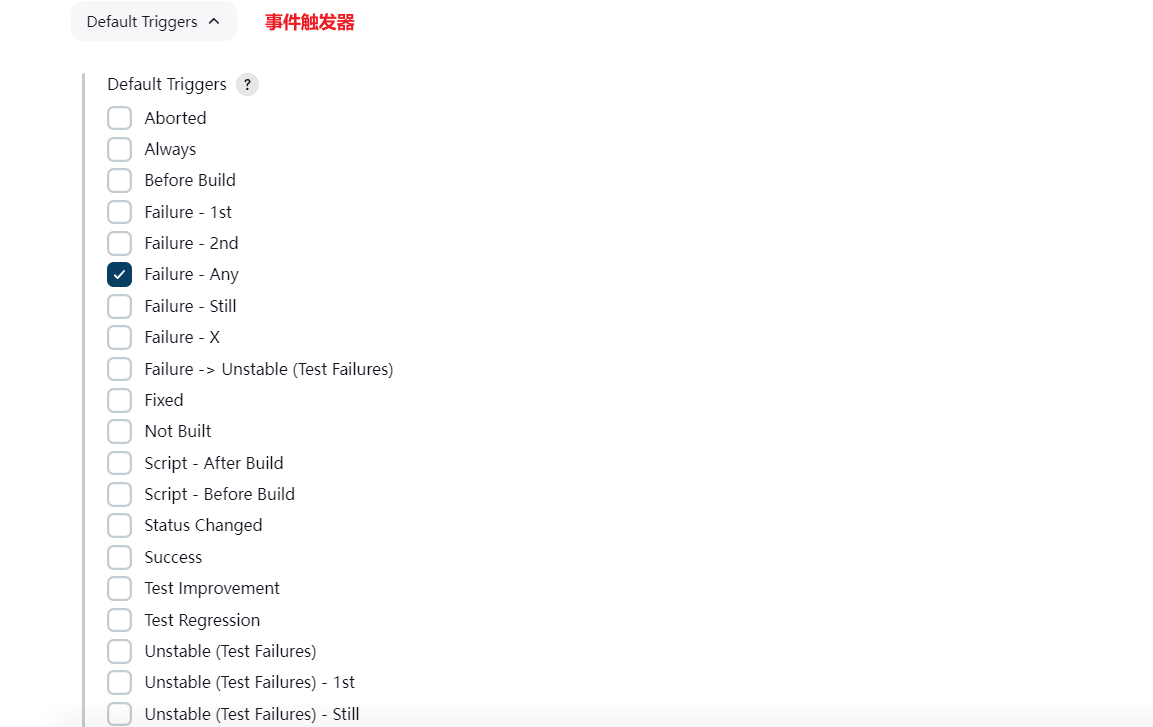 Default Triggers 事件触发器
Default Triggers ?
Aborted
Always
Before Build
Failure - 1st
Failure - 2nd
Failure - Any
Failure - Still
Failure - X
Failure -> Unstable (Test Failures)
Fixed
Not Built
Script - After Build
Script - Before Build
Status Changed
Success
Test Improvement
Test Regression
Unstable (Test Failures)
Unstable (Test Failures) - 1st
Unstable (Test Failures) - Still